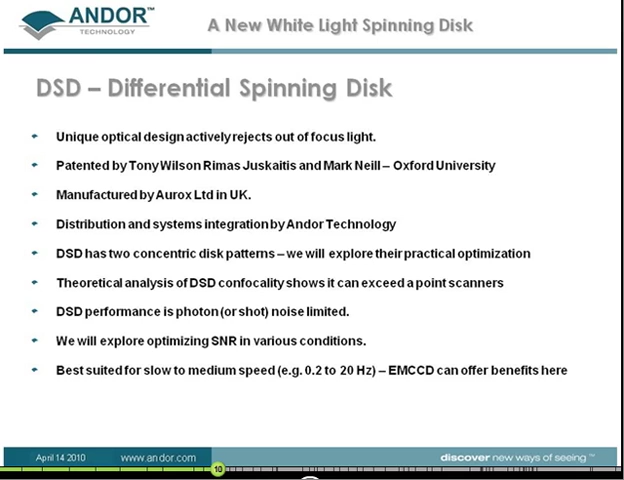 ANDOR™
TECHNOLOGY
A New White Light Spinning Disk
DSD – Differential Spinning Disk
Unique optical design actively rejects out of focus light.
Patented by Tony Wilson Rimas Juskaitis and Mark Neill – Oxford University
Manufactured by Aurox Ltd in UK.
Distribution and systems integration by Andor Technology
DSD has two concentric disk patterns – we will explore their practical optimization
Theoretical analysis of DSD confocality shows it can exceed a point scanners
DSD performance is photon (or shot) noise limited.
We will explore optimizing SNR in various conditions.
Best suited for slow to medium speed (e.g. 0.2 to 20 Hz) – EMCCD can offer benefits here
April 14 2010 www.andor.com discover new ways of seeing ™
10